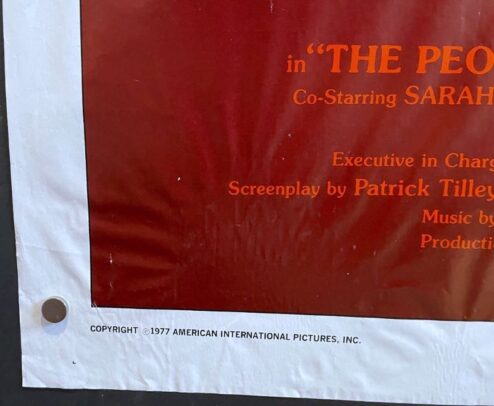 in “THE PEO
Co-Starring SARAH
Executive in Charg
Screenplay by Patrick Tilley
Music by
Producti
COPYRIGHT ©1977 AMERICAN INTERNATIONAL PICTURES, INC.